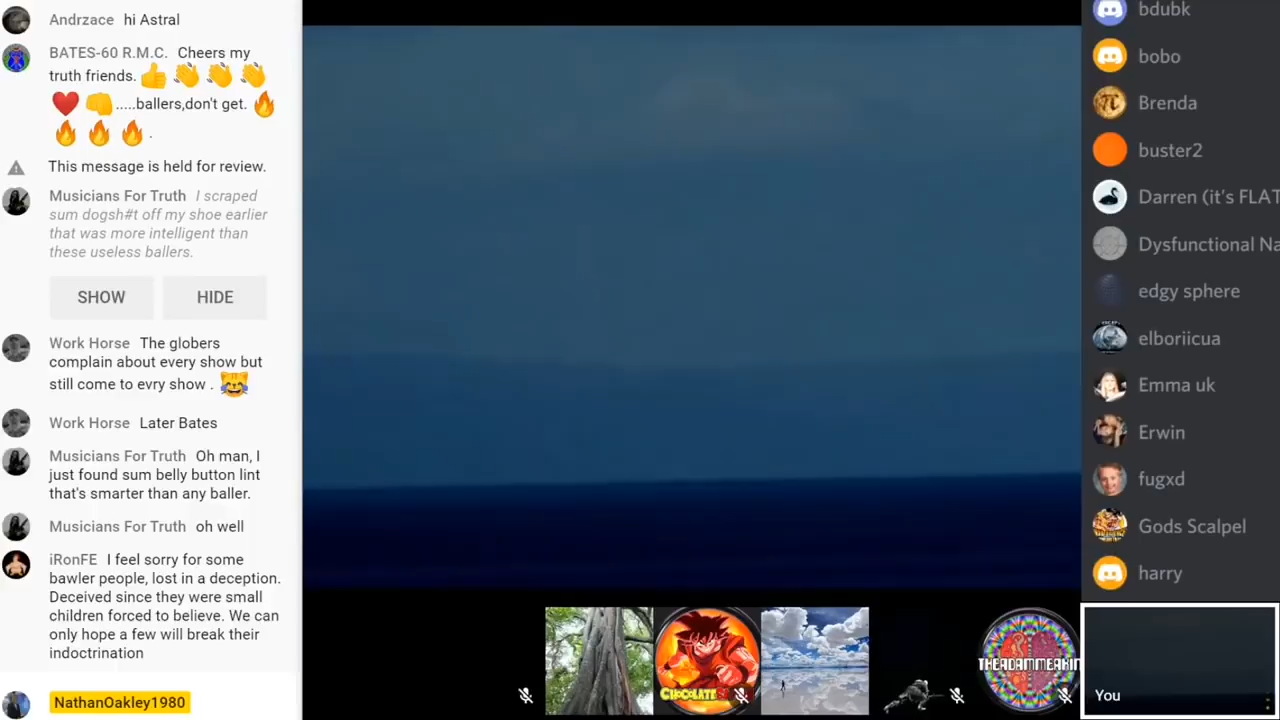 Andrzace hi Astral
BATES-60 R.M.C. Cheers my
truth friends. 👍 👏 👏 👏
❤️ 👊 .....ballers,don't get. 🔥
🔥 🔥 🔥 .
This message is held for review.
Musicians For Truth I scraped
sum dogsh#t off my shoe earlier
that was more intelligent than
these useless ballers.
SHOW HIDE
Work Horse The globers
complain about every show but
still come to evry show . 😹
Work Horse Later Bates
Musicians For Truth Oh man, I
just found sum belly button lint
that's smarter than any baller.
Musicians For Truth oh well
iRonFE I feel sorry for some
bawler people, lost in a deception.
Deceived since they were small
children forced to believe. We can
only hope a few will break their
indoctrination
NathanOakley1980
CHOCOLATE
THEADAMMEAKIN
bdubk
bobo
Brenda
buster2
Darren (it's FLAT
Dysfunctional Na
edgy sphere
elboriicua
Emma uk
Erwin
fugxd
Gods Scalpel
harry
You